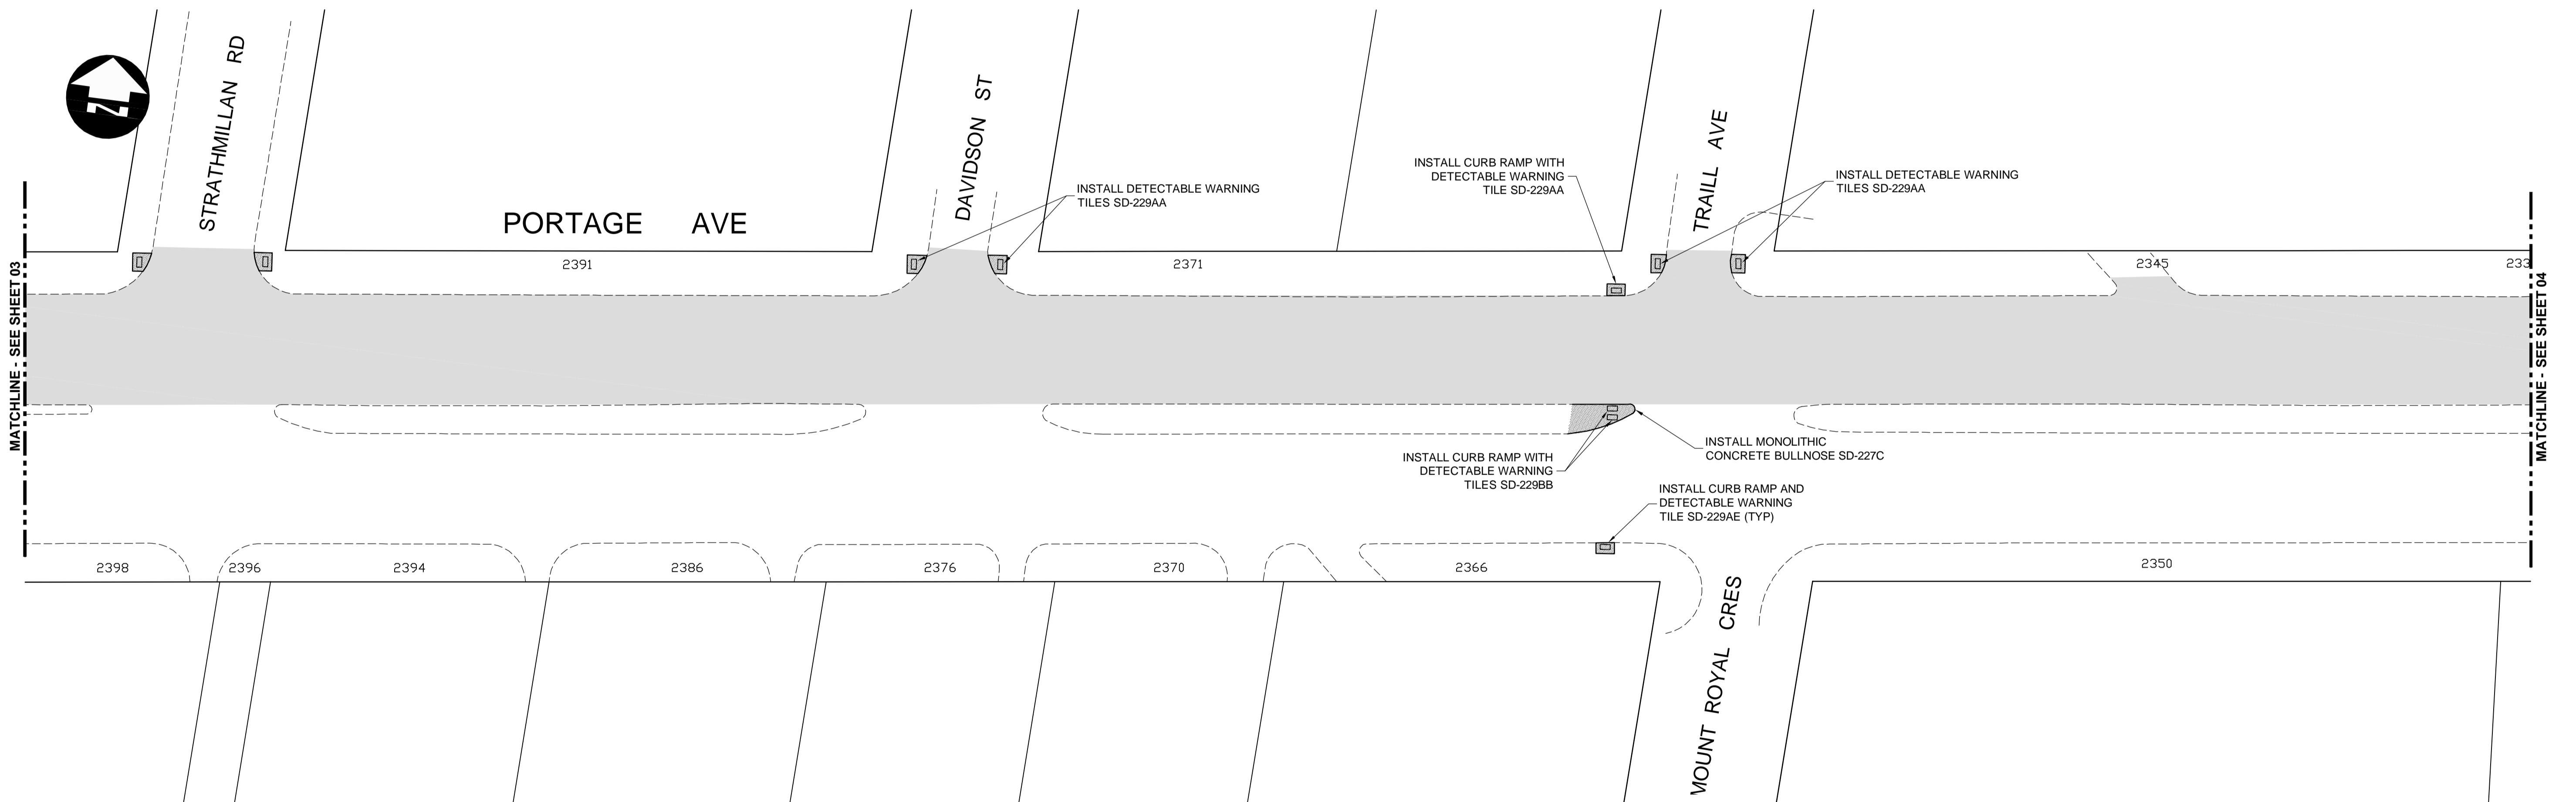 STRATHMILLAN RD
DAVIDSON ST
TRAILL AVE
N
PORTAGE AVE
INSTALL DETECTABLE WARNING
TILES SD-229AA
INSTALL CURB RAMP WITH
DETECTABLE WARNING
TILE SD-229AA
INSTALL DETECTABLE WARNING
TILES SD-229AA
2391
2371
2345
233
MATCHLINE - SEE SHEET 03
MATCHLINE - SEE SHEET 04
INSTALL MONOLITHIC
CONCRETE BULLNOSE SD-227C
INSTALL CURB RAMP WITH
DETECTABLE WARNING
TILES SD-229BB
INSTALL CURB RAMP AND
DETECTABLE WARNING
TILE SD-229AE (TYP)
2398
2396
2394
2386
2376
2370
2366
2350
MOUNT ROYAL CRES